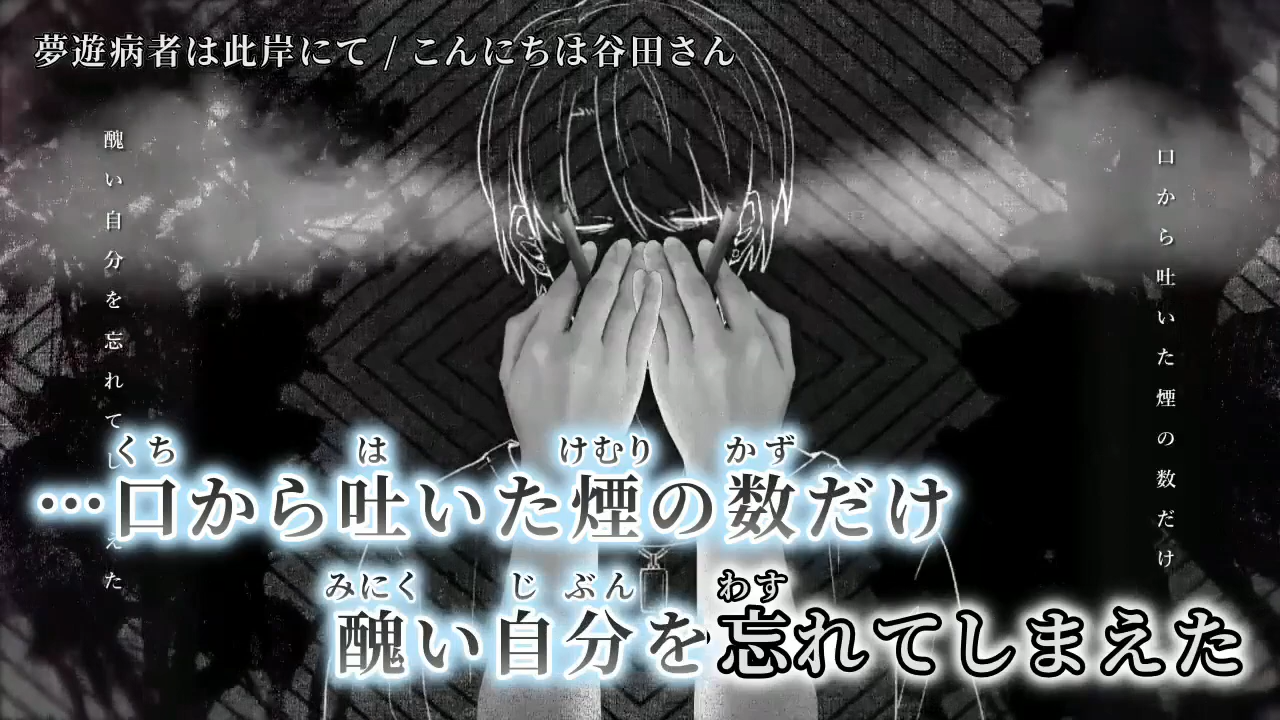 夢遊病者は此岸にて / こんにちは谷田さん
口から吐いた煙の数だけ
醜い自分を忘れてしまえた
くち は けむり かず
…口から吐いた煙の数だけ
みにく じ ぶん わす
醜い自分を忘れてしまえた